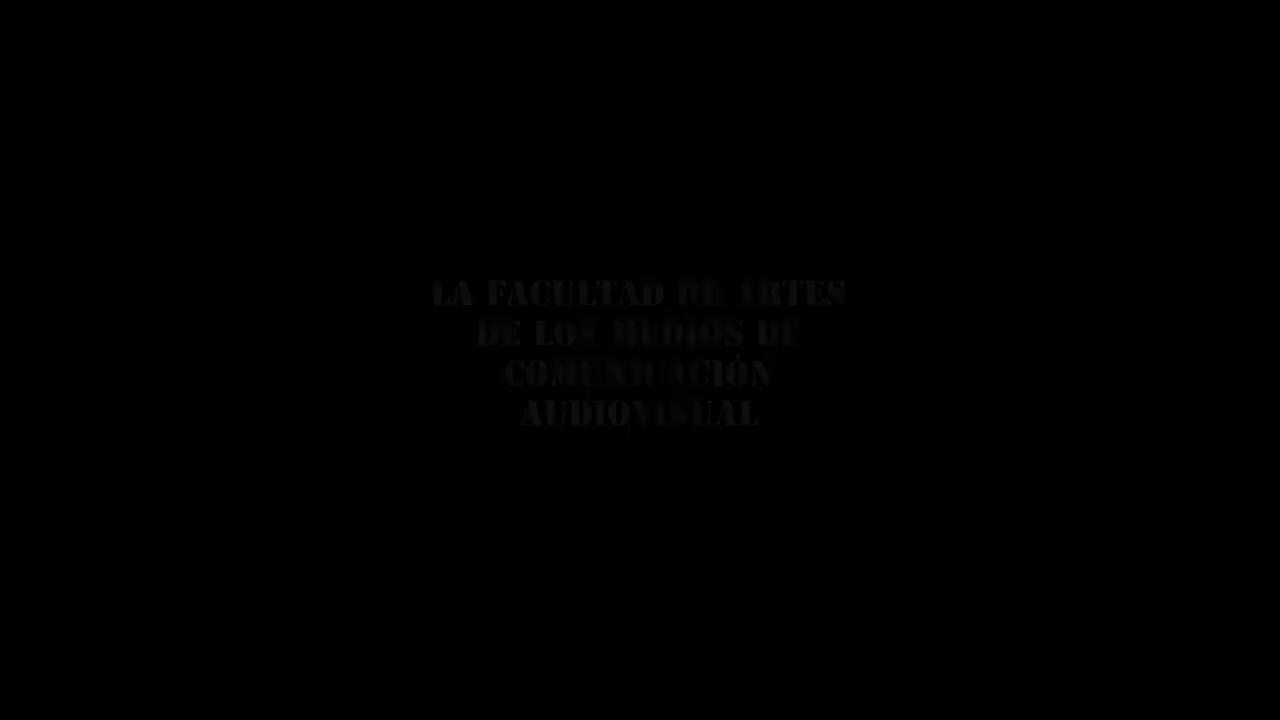 LA FACULTAD DE ARTES
DE LOS MEDIOS DE
COMUNICACIÓN
AUDIOVISUAL